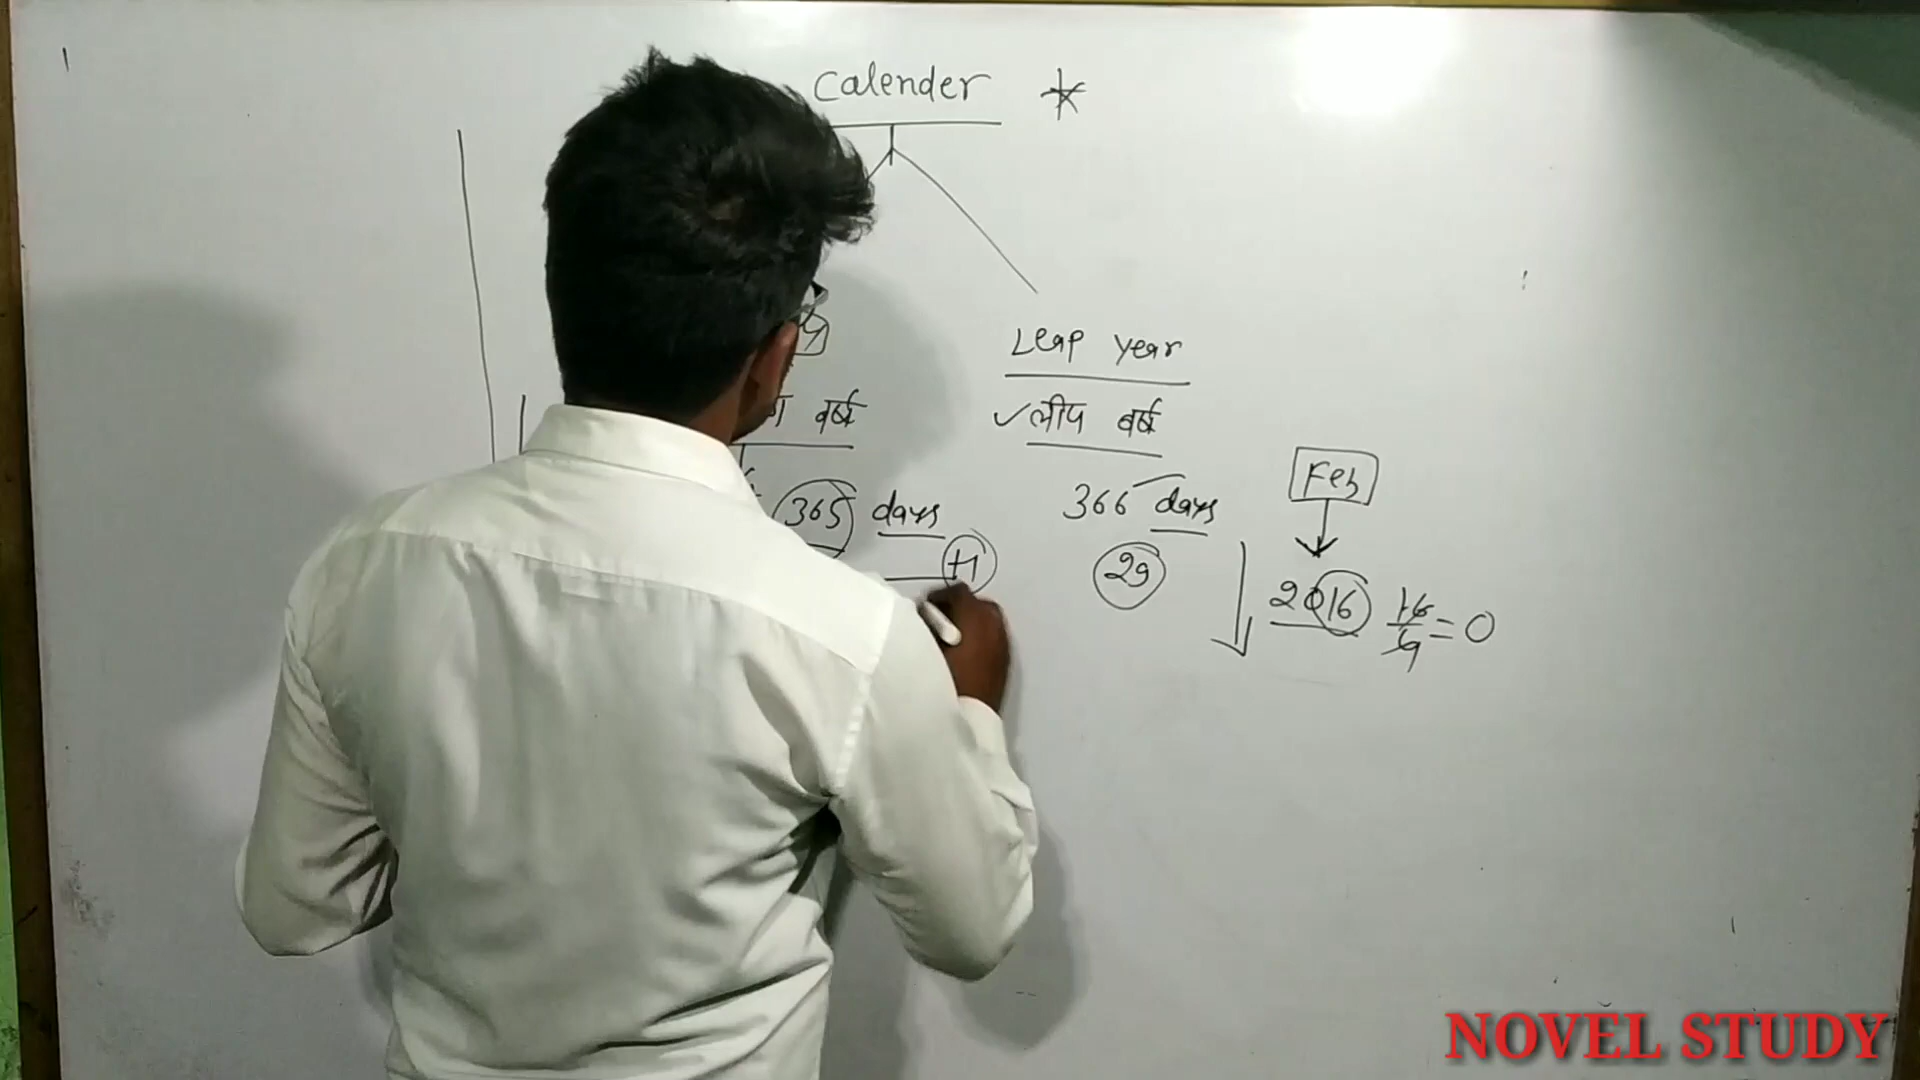 Calender
Leap year
वर्ष
लीप वर्ष
365 days
366 days
Feb
+1
29
2016 16/4 = 0
NOVEL STUDY